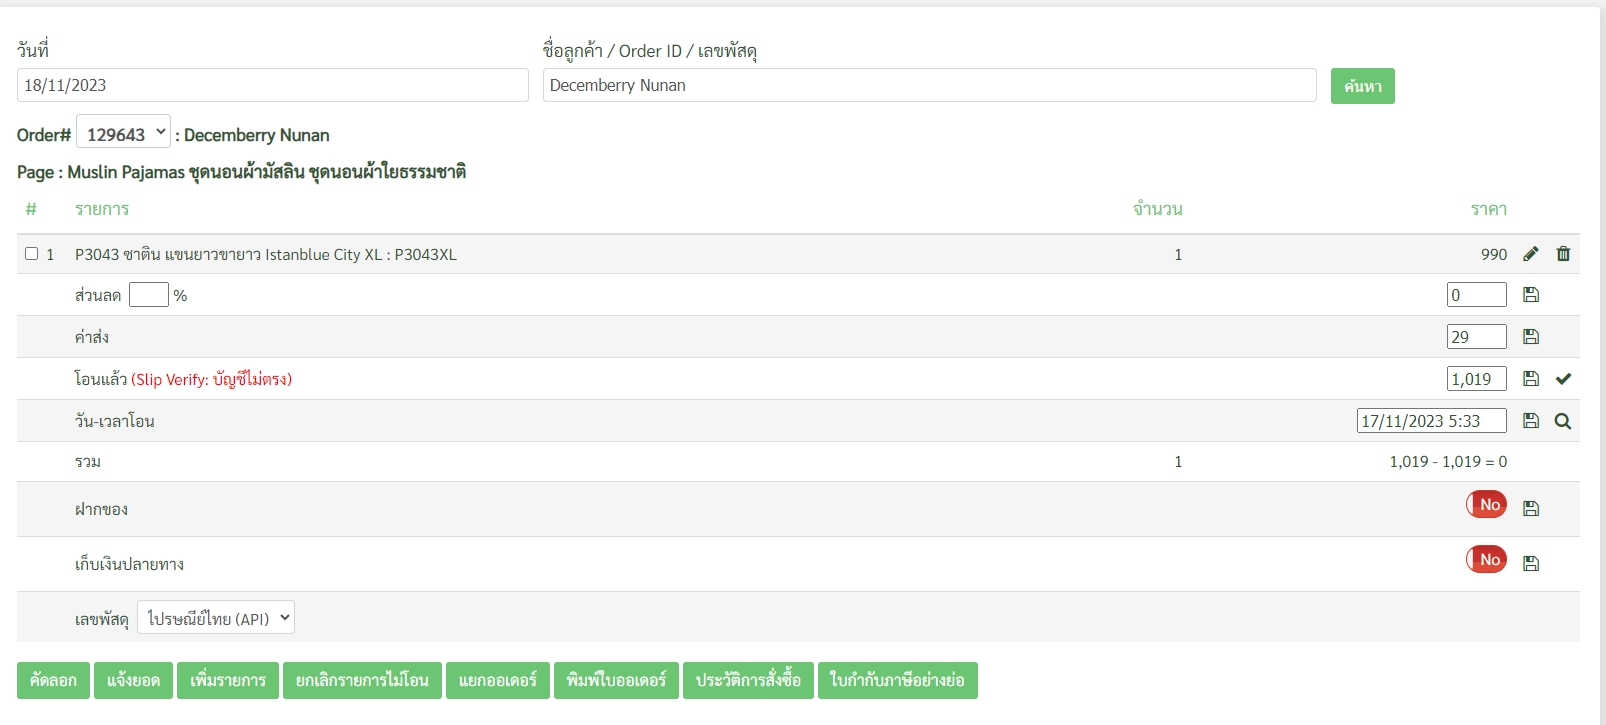 วันที่
ชื่อลูกค้า / Order ID / เลขพัสดุ
18/11/2023
Decemberry Nunan
ค้นหา
Order# 129643 : Decemberry Nunan
Page : Muslin Pajamas ชุดนอนผ้ามัสลิน ชุดนอนผ้าใยธรรมชาติ
# รายการ จำนวน ราคา
1 P3043 ซาติน แขนยาวขายาว Istanblue City XL : P3043XL 1 990
ส่วนลด % 0
ค่าส่ง 29
โอนแล้ว (Slip Verify: บัญชีไม่ตรง) 1,019
วัน-เวลาโอน 17/11/2023 5:33
รวม 1 1,019 - 1,019 = 0
ฝากของ No
เก็บเงินปลายทาง No
เลขพัสดุ ไปรษณีย์ไทย (API)
คัดลอก แจ้งยอด เพิ่มรายการ ยกเลิกรายการไม่โอน แยกออเดอร์ พิมพ์ใบออเดอร์ ประวัติการสั่งซื้อ ใบกำกับภาษีอย่างย่อ